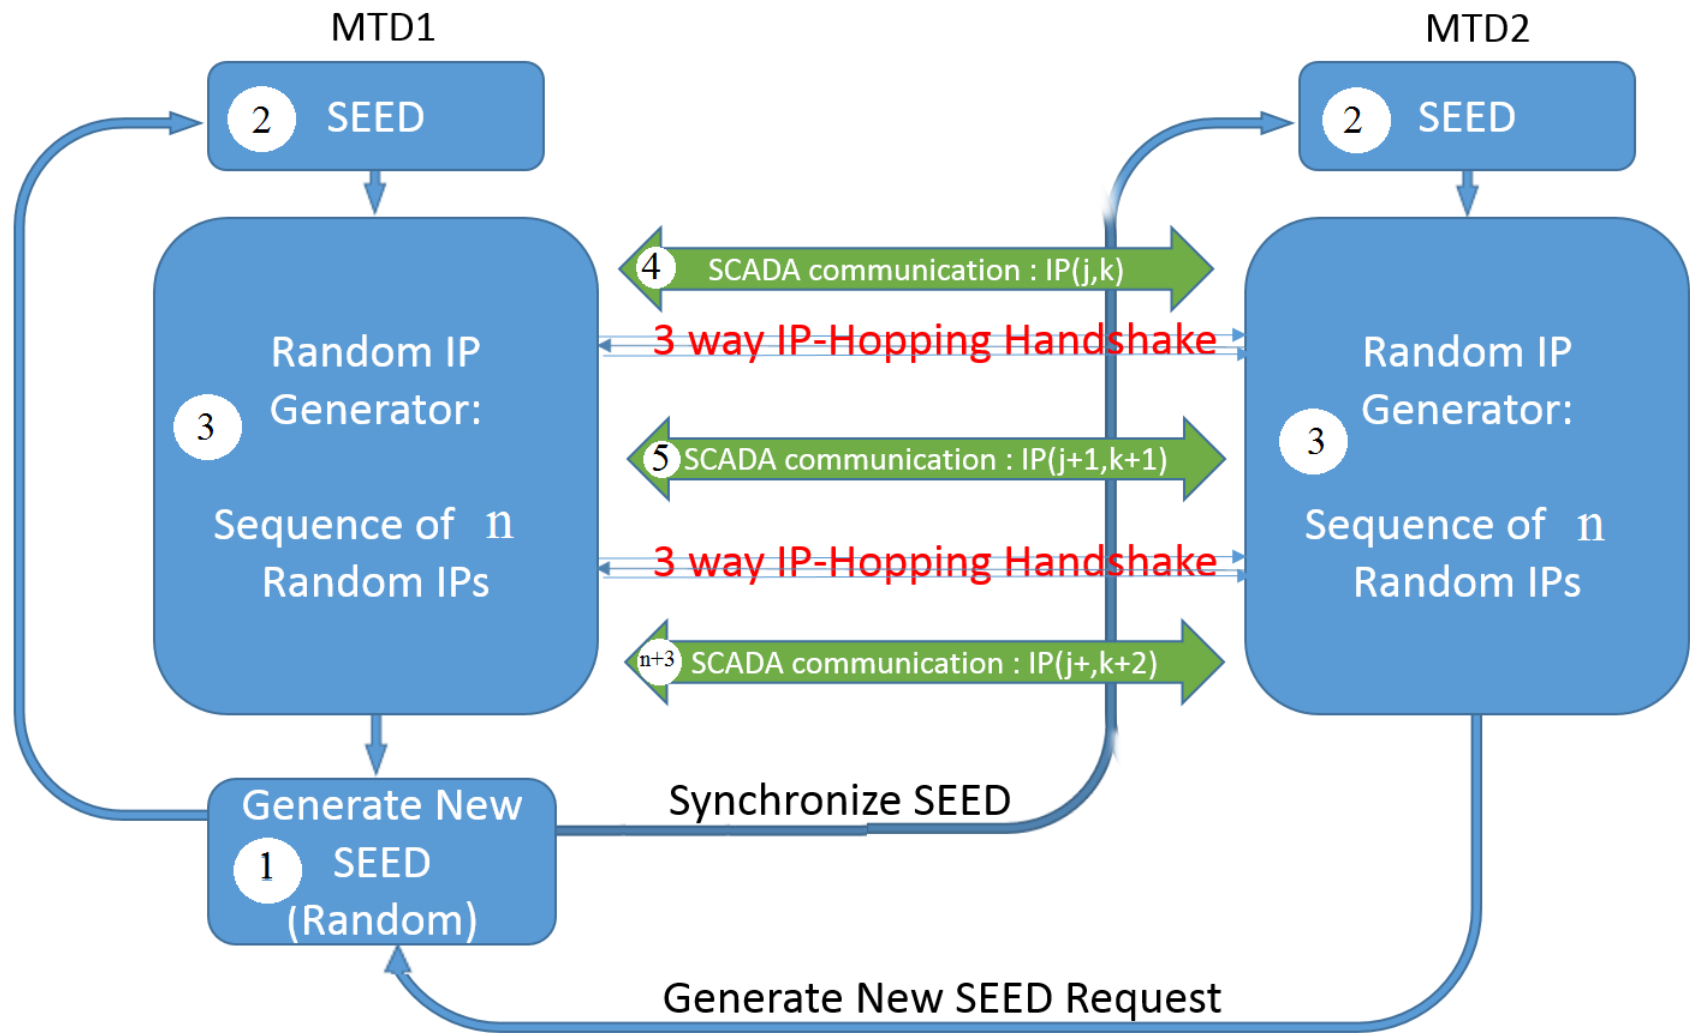 MTD1
MTD2
2 SEED
2 SEED
4 SCADA communication : IP(j,k)
3 way IP-Hopping Handshake
Random IP
Generator:
3
Sequence of n
Random IPs
Random IP
Generator:
3
Sequence of n
Random IPs
5 SCADA communication : IP(j+1,k+1)
3 way IP-Hopping Handshake
n+3 SCADA communication : IP(j+,k+2)
Generate New
1 SEED
(Random)
Synchronize SEED
Generate New SEED Request